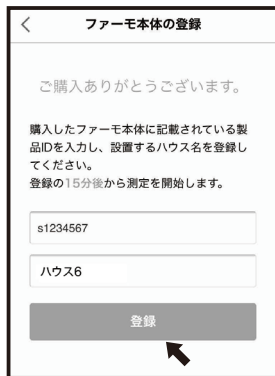 ファーモ本体の登録
ご購入ありがとうございます。
購入したファーモ本体に記載されている製
品IDを入力し、設置するハウス名を登録し
てください。
登録の15分後から測定を開始します。
s1234567
ハウス6
登録